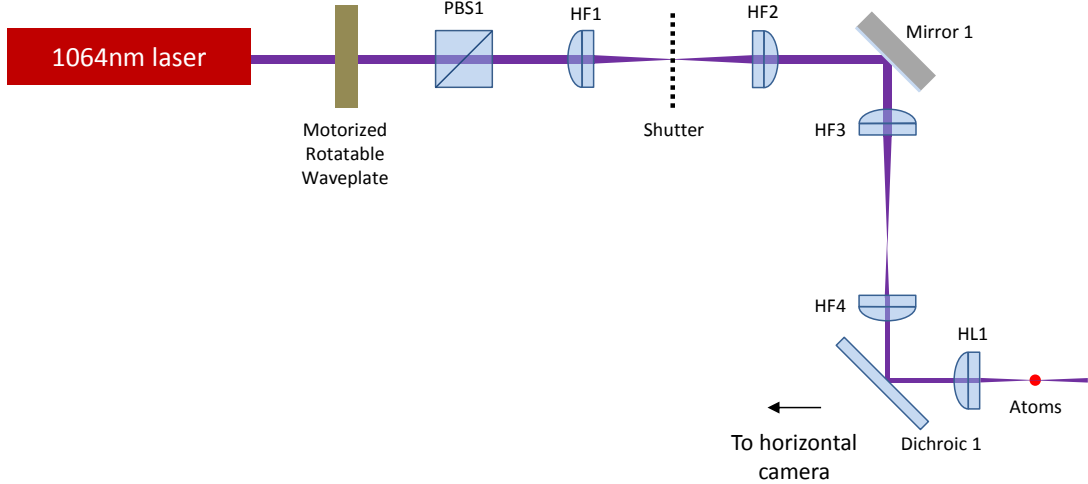 PBS1
HF1
HF2
Mirror 1
1064nm laser
Motorized
Rotatable
Waveplate
Shutter
HF3
HF4
HL1
Atoms
Dichroic 1
To horizontal
camera